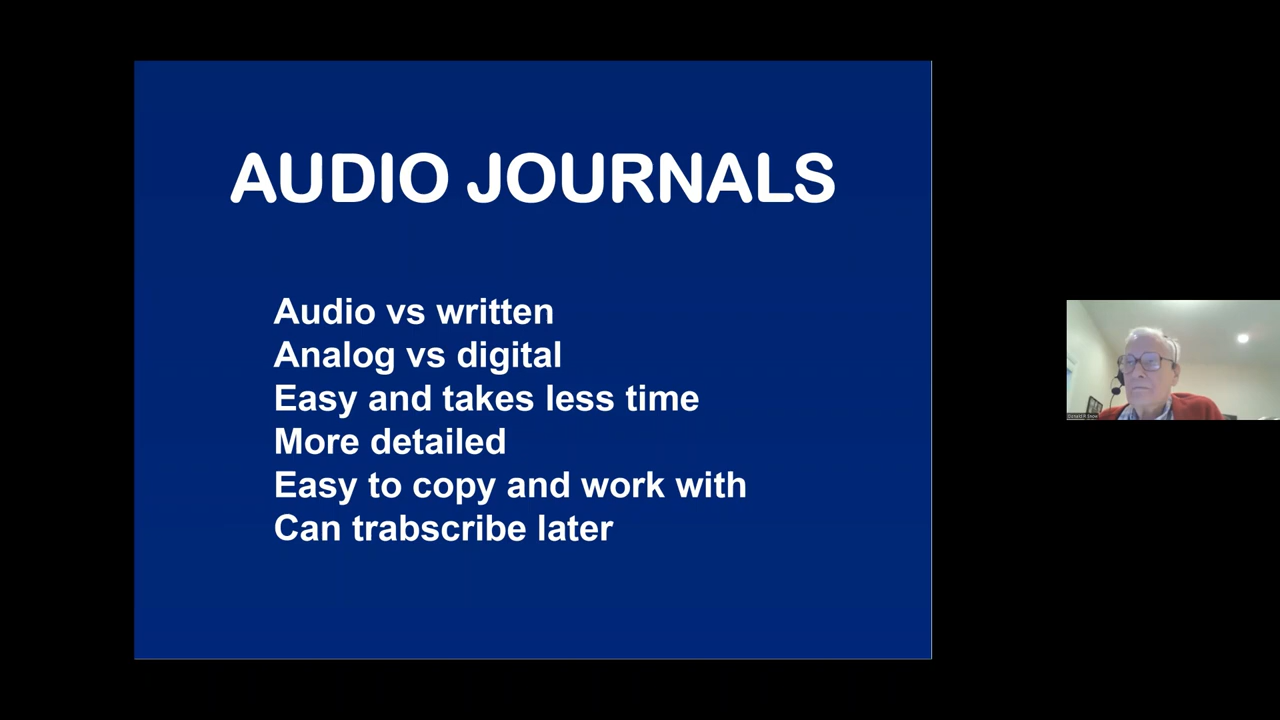 AUDIO JOURNALS
Audio vs written
Analog vs digital
Easy and takes less time
More detailed
Easy to copy and work with
Can trabscribe later